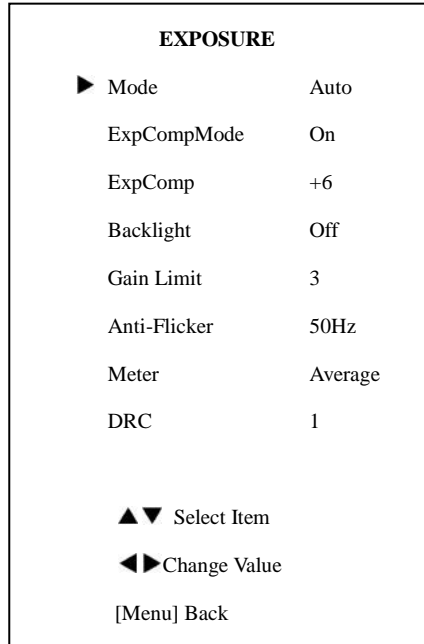 EXPOSURE
▶ Mode Auto
ExpCompMode On
ExpComp +6
Backlight Off
Gain Limit 3
Anti-Flicker 50Hz
Meter Average
DRC 1
▲▼ Select Item
◀▶Change Value
[Menu] Back